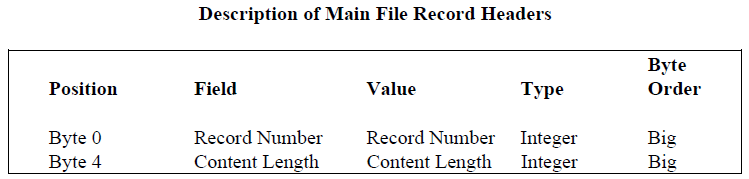 Description of Main File Record Headers
Byte
Position Field Value Type Order
Byte 0 Record Number Record Number Integer Big
Byte 4 Content Length Content Length Integer Big